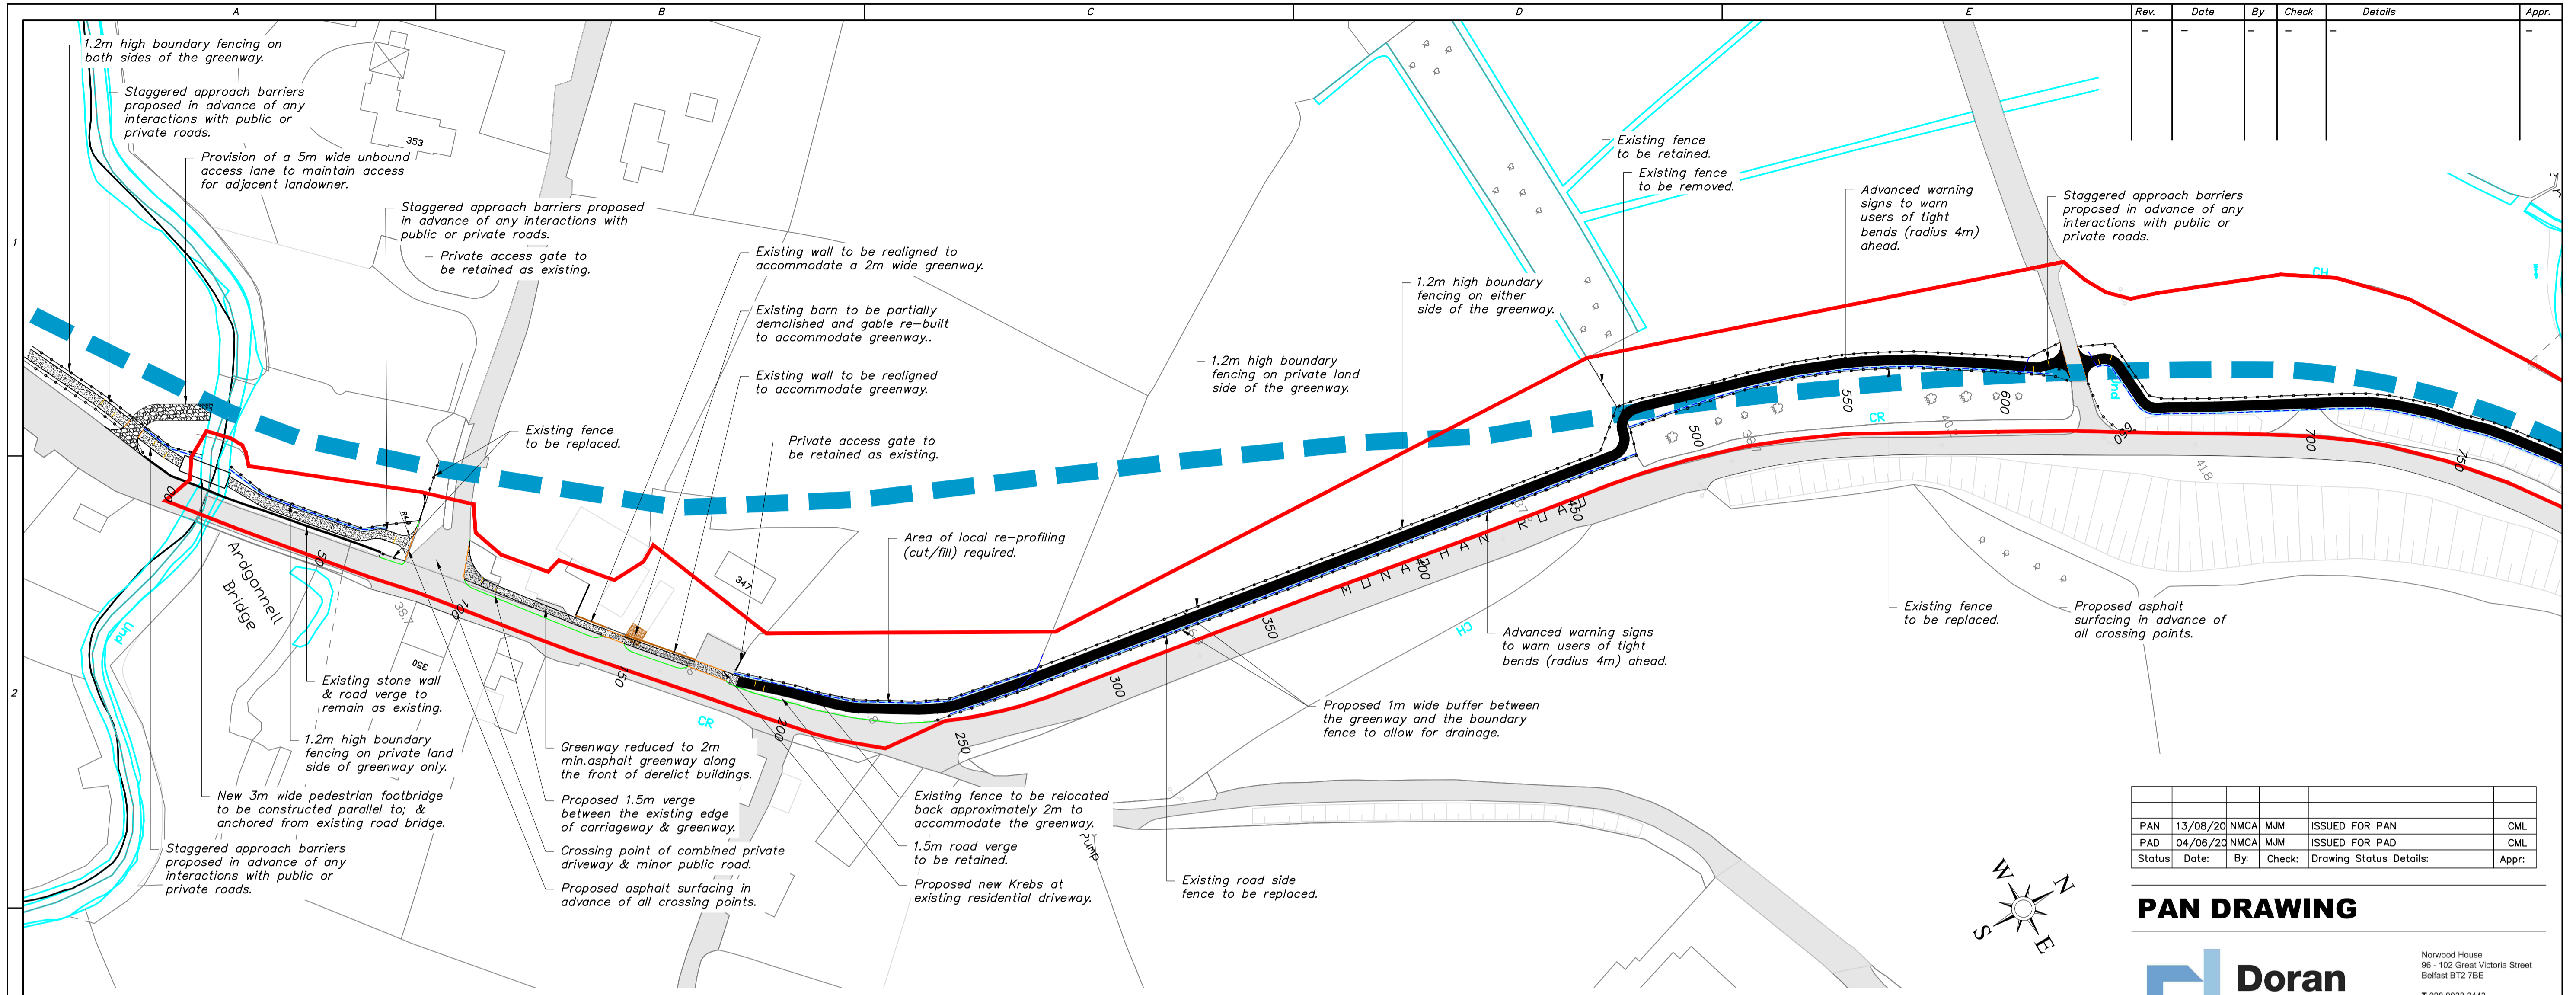 A
B
C
D
E
Rev.
Date
By
Check
Details
Appr.
- - - - - -
1
2
1.2m high boundary fencing on
both sides of the greenway.
Staggered approach barriers
proposed in advance of any
interactions with public or
private roads.
Provision of a 5m wide unbound
access lane to maintain access
for adjacent landowner.
353
Staggered approach barriers proposed
in advance of any interactions with
public or private roads.
Private access gate to
be retained as existing.
Existing wall to be realigned to
accommodate a 2m wide greenway.
Existing barn to be partially
demolished and gable re-built
to accommodate greenway..
Existing wall to be realigned
to accommodate greenway.
Existing fence
to be replaced.
Private access gate to
be retained as existing.
Area of local re-profiling
(cut/fill) required.
1.2m high boundary
fencing on private land
side of the greenway.
1.2m high boundary
fencing on either
side of the greenway.
Existing fence
to be retained.
Existing fence
to be removed.
Advanced warning
signs to warn
users of tight
bends (radius 4m)
ahead.
Staggered approach barriers
proposed in advance of any
interactions with public or
private roads.
CH
Und
CR
00
50
100
50
200
250
300
350
400
450
500
550
600
650
700
750
38.7
41.8
347
350
Ardgonnell
Bridge
Und
CR
CH
MONAGHAN ROAD
Pump
Existing stone wall
& road verge to
remain as existing.
1.2m high boundary
fencing on private land
side of greenway only.
New 3m wide pedestrian footbridge
to be constructed parallel to; &
anchored from existing road bridge.
Staggered approach barriers
proposed in advance of any
interactions with public or
private roads.
Greenway reduced to 2m
min.asphalt greenway along
the front of derelict buildings.
Proposed 1.5m verge
between the existing edge
of carriageway & greenway.
Crossing point of combined private
driveway & minor public road.
Proposed asphalt surfacing in
advance of all crossing points.
Existing fence to be relocated
back approximately 2m to
accommodate the greenway.
1.5m road verge
to be retained.
Proposed new Krebs at
existing residential driveway.
Existing road side
fence to be replaced.
Proposed 1m wide buffer between
the greenway and the boundary
fence to allow for drainage.
Advanced warning signs
to warn users of tight
bends (radius 4m) ahead.
Existing fence
to be replaced.
Proposed asphalt
surfacing in advance of
all crossing points.
W
N
S
E
PAN 13/08/20 NMCA MJM ISSUED FOR PAN CML
PAD 04/06/20 NMCA MJM ISSUED FOR PAD CML
Status Date: By: Check: Drawing Status Details: Appr:
PAN DRAWING
Doran
Norwood House
96 - 102 Great Victoria Street
Belfast BT2 7BE